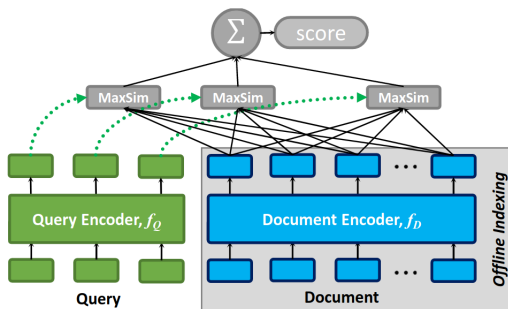 Σ
score
MaxSim
MaxSim
MaxSim
Query Encoder, f_Q
Document Encoder, f_D
Offline Indexing
Query
Document